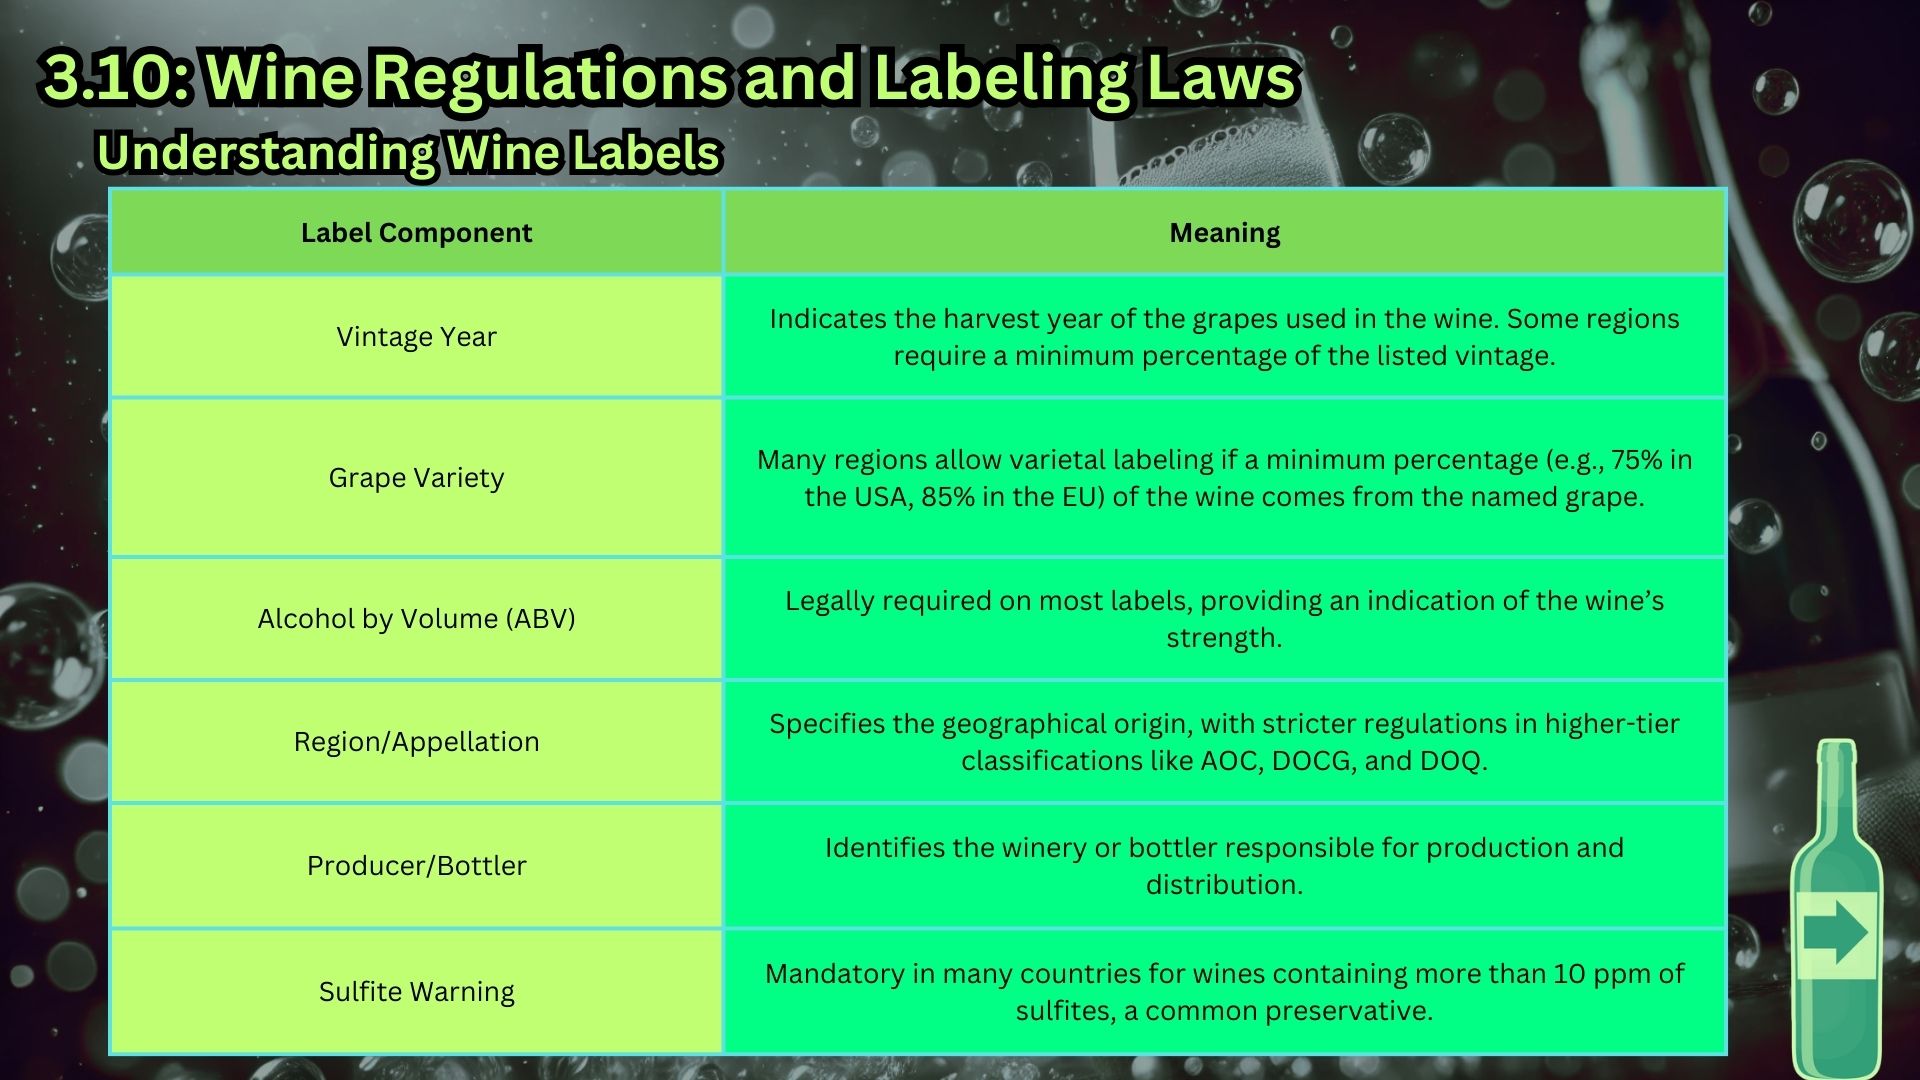 3.10: Wine Regulations and Labeling Laws
Understanding Wine Labels
Label Component
Meaning
Vintage Year
Indicates the harvest year of the grapes used in the wine. Some regions
require a minimum percentage of the listed vintage.
Grape Variety
Many regions allow varietal labeling if a minimum percentage (e.g., 75% in
the USA, 85% in the EU) of the wine comes from the named grape.
Alcohol by Volume (ABV)
Legally required on most labels, providing an indication of the wine’s
strength.
Region/Appellation
Specifies the geographical origin, with stricter regulations in higher-tier
classifications like AOC, DOCG, and DOQ.
Producer/Bottler
Identifies the winery or bottler responsible for production and
distribution.
Sulfite Warning
Mandatory in many countries for wines containing more than 10 ppm of
sulfites, a common preservative.